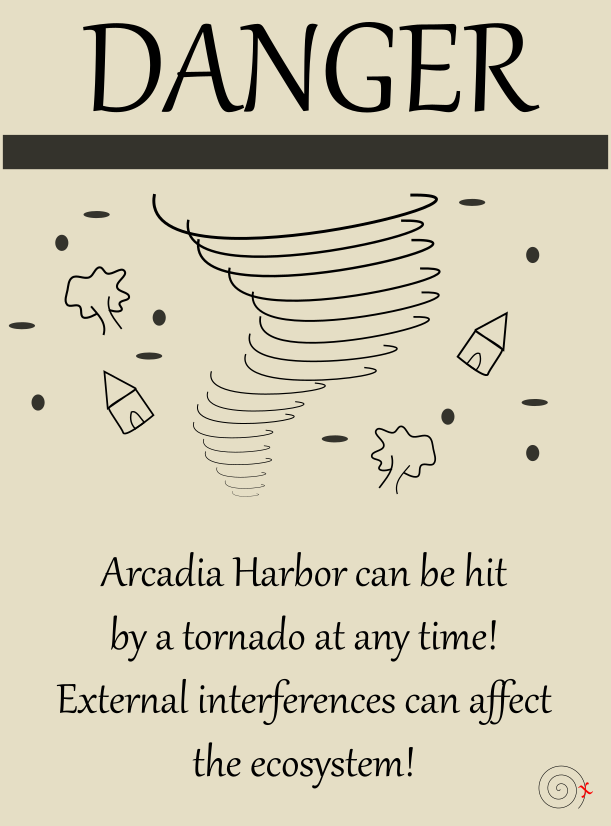 DANGER
Arcadia Harbor can be hit
by a tornado at any time!
External interferences can affect
the ecosystem!
x